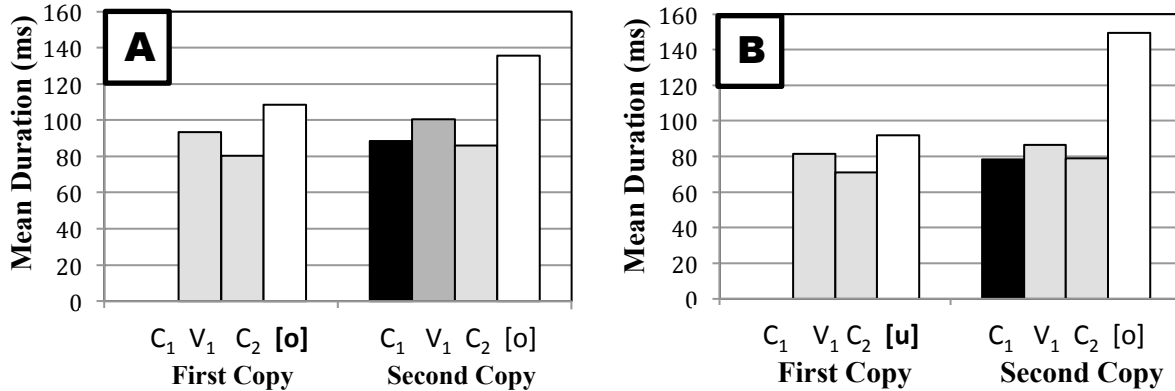 A
Mean Duration (ms)
160
140
120
100
80
60
40
20
0
C₁ V₁ C₂ [o] C₁ V₁ C₂ [o]
First Copy Second Copy
B
Mean Duration (ms)
160
140
120
100
80
60
40
20
0
C₁ V₁ C₂ [u] C₁ V₁ C₂ [o]
First Copy Second Copy